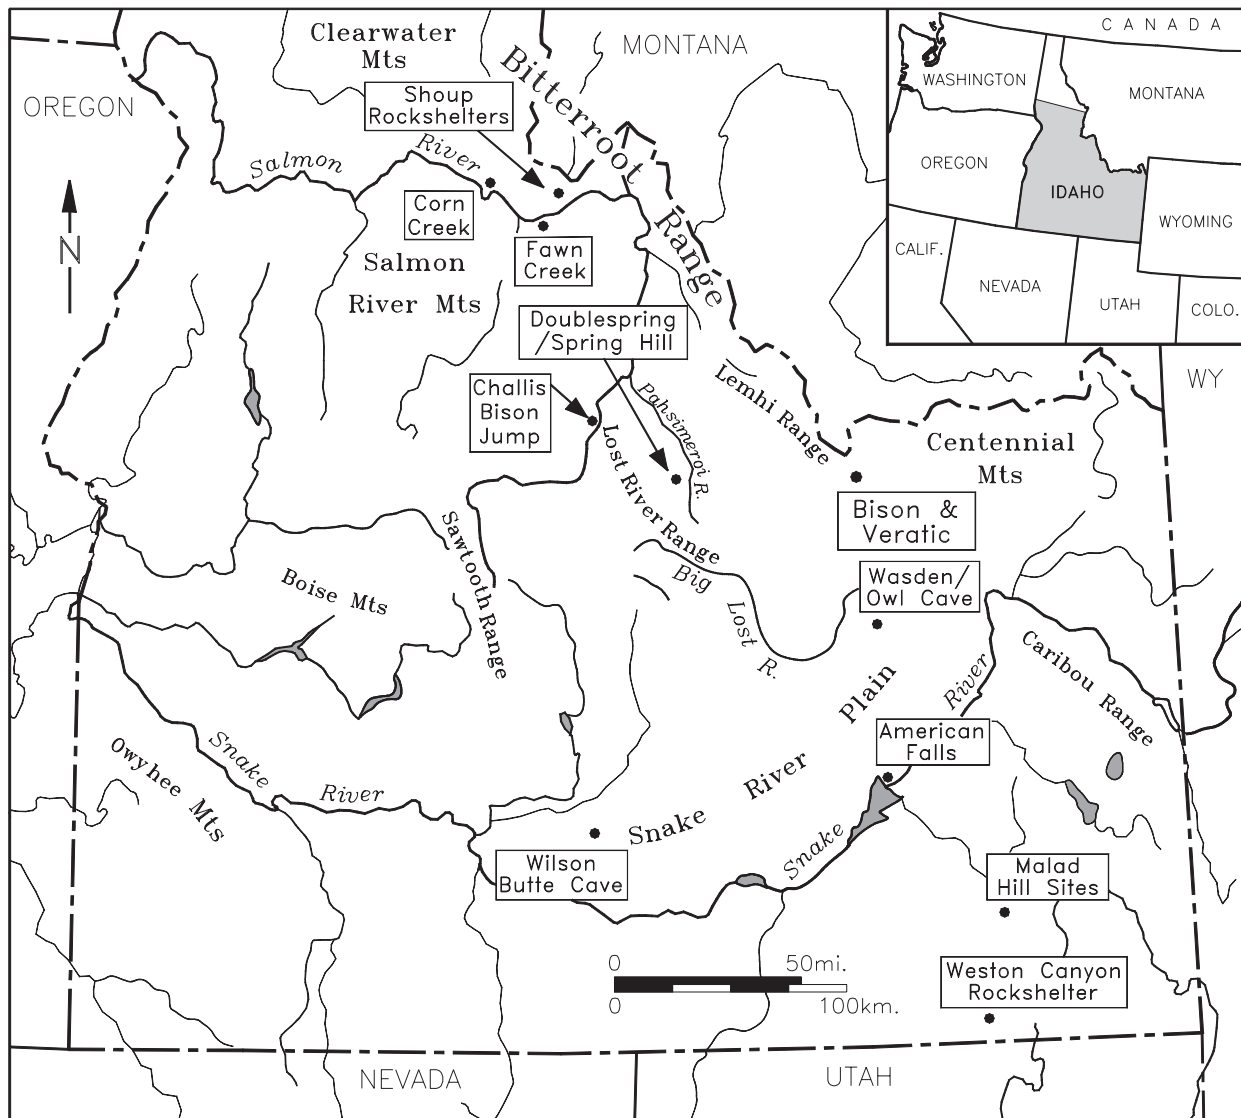 Clearwater
Mts
Bitterroot
Range
MONTANA
OREGON
Shoup
Rockshelters
Salmon
River
Corn
Creek
Fawn
Creek
Salmon
River Mts
N
Doublespring
/Spring Hill
Challis
Bison
Jump
Pahsimeroi R.
Lemhi Range
Lost River Range
Centennial
Mts
Bison &
Veratic
Wasden/
Owl Cave
Big
Lost
R.
Sawtooth Range
Boise Mts
Caribou Range
River
Plain
American
Falls
Owyhee Mts
Snake
River
Snake
River
Snake
Wilson
Butte Cave
Malad
Hill Sites
Weston Canyon
Rockshelter
0 50mi.
0 100km.
NEVADA
UTAH
WY
CANADA
WASHINGTON
MONTANA
OREGON
IDAHO
WYOMING
CALIF.
NEVADA
UTAH
COLO.